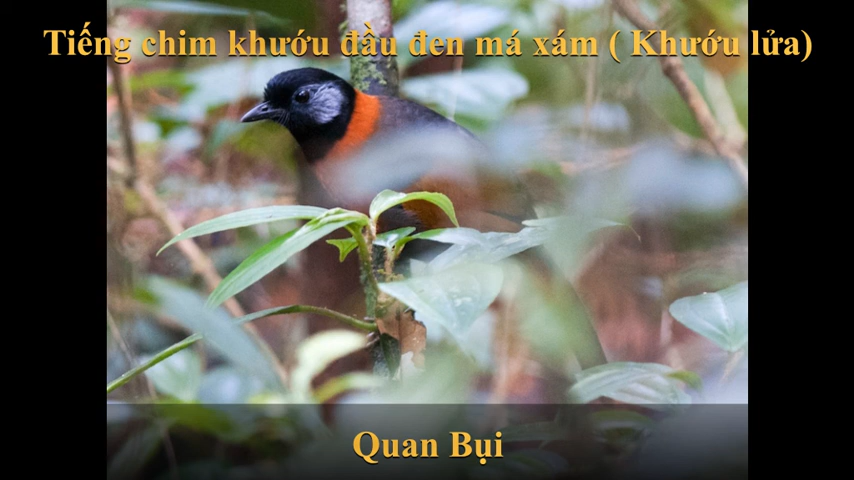 Tiếng chim khướu đầu đen má xám ( Khướu lửa)
Quan Bụi